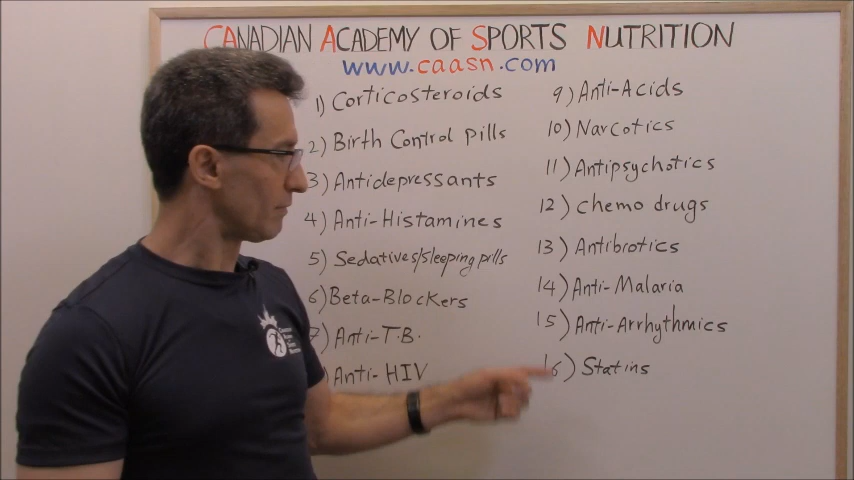 CANADIAN ACADEMY OF SPORTS NUTRITION
www.caasn.com
1) Corticosteroids
2) Birth Control Pills
3) Antidepressants
4) Anti-Histamines
5) Sedatives/sleeping pills
6) Beta-Blockers
7) Anti-T.B.
) Anti-HIV
9) Anti-Acids
10) Narcotics
11) Antipsychotics
12) Chemo drugs
13) Antibiotics
14) Anti-Malaria
15) Anti-Arrhythmics
16) Statins